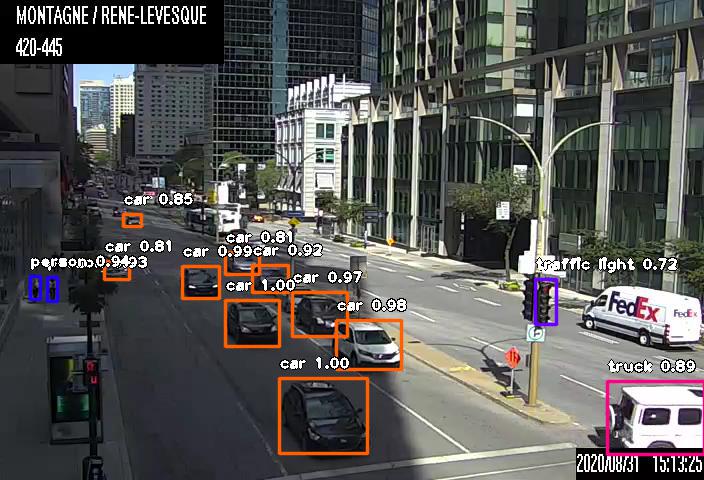 MONTAGNE / RENE-LEVESQUE
420-445
car 0.85
car 0.81
car 0.81
car 0.99
car 0.92
person 0.94
93
car 0.97
car 1.00
car 0.98
traffic light 0.72
FedEx
FedEx
car 1.00
truck 0.89
2020/08/31 15:13:25